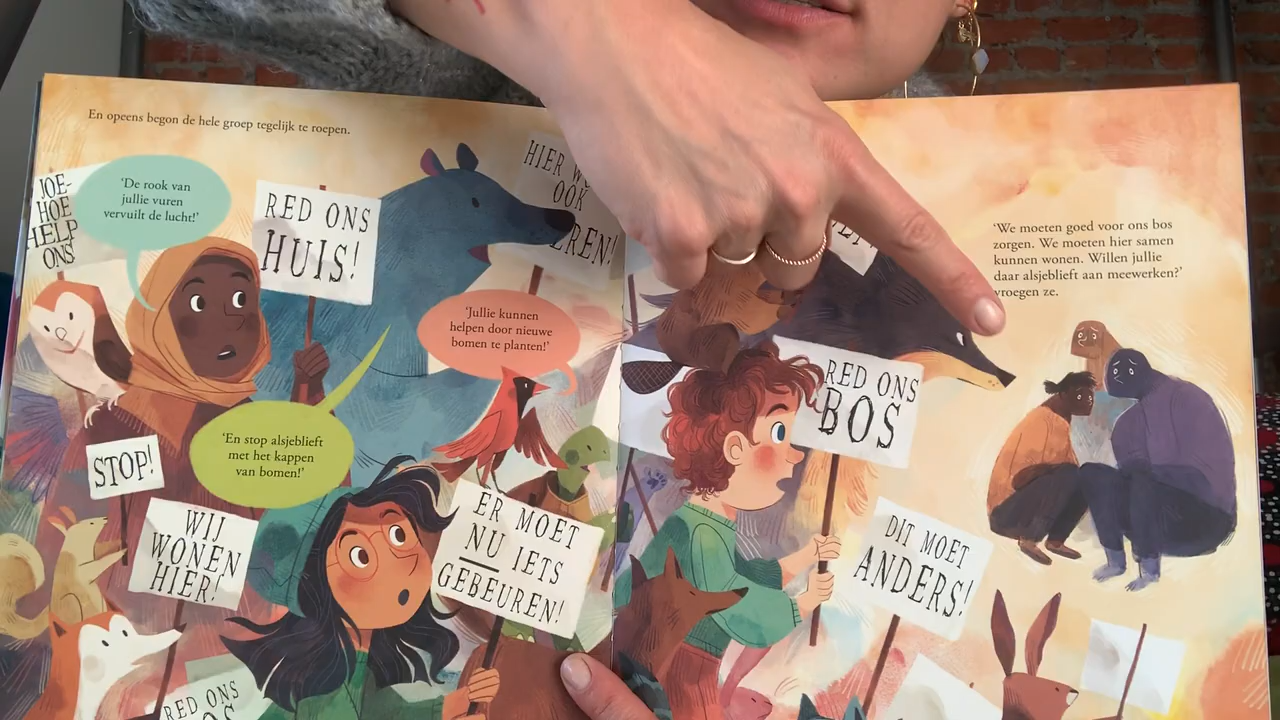 En opeens begon de hele groep tegelijk te roepen.
JOE-
HOE
HELP
ONS
'De rook van
jullie vuren
vervuilt de lucht!'
RED ONS
HUIS!
HIER
OOK
'Jullie kunnen
helpen door nieuwe
bomen te planten!'
'En stop alsjeblieft
met het kappen
van bomen!'
STOP!
WIJ
WONEN
HIER!
ER MOET
NU IETS
GEBEUREN!
RED ONS
'We moeten goed voor ons bos
zorgen. We moeten hier samen
kunnen wonen. Willen jullie
daar alsjeblieft aan meewerken?'
vroegen ze.
RED ONS
BOS
DIT MOET
ANDERS!